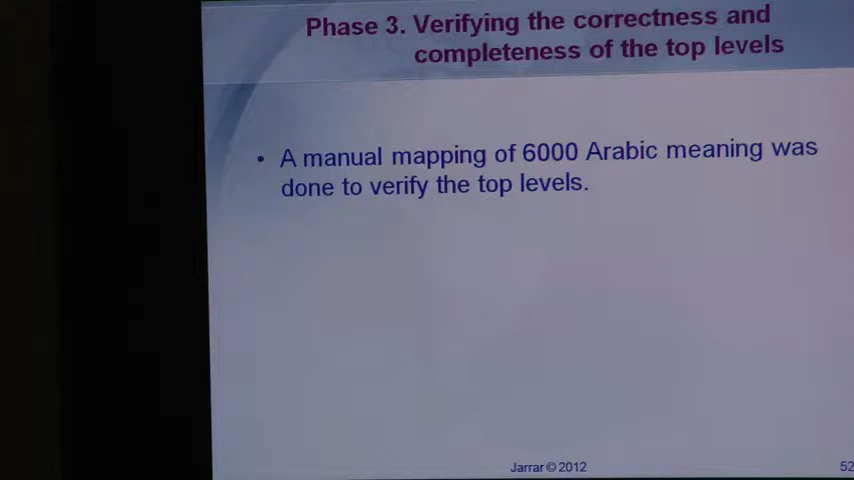 Phase 3. Verifying the correctness and
completeness of the top levels
• A manual mapping of 6000 Arabic meaning was
done to verify the top levels.
Jarrar © 2012
52